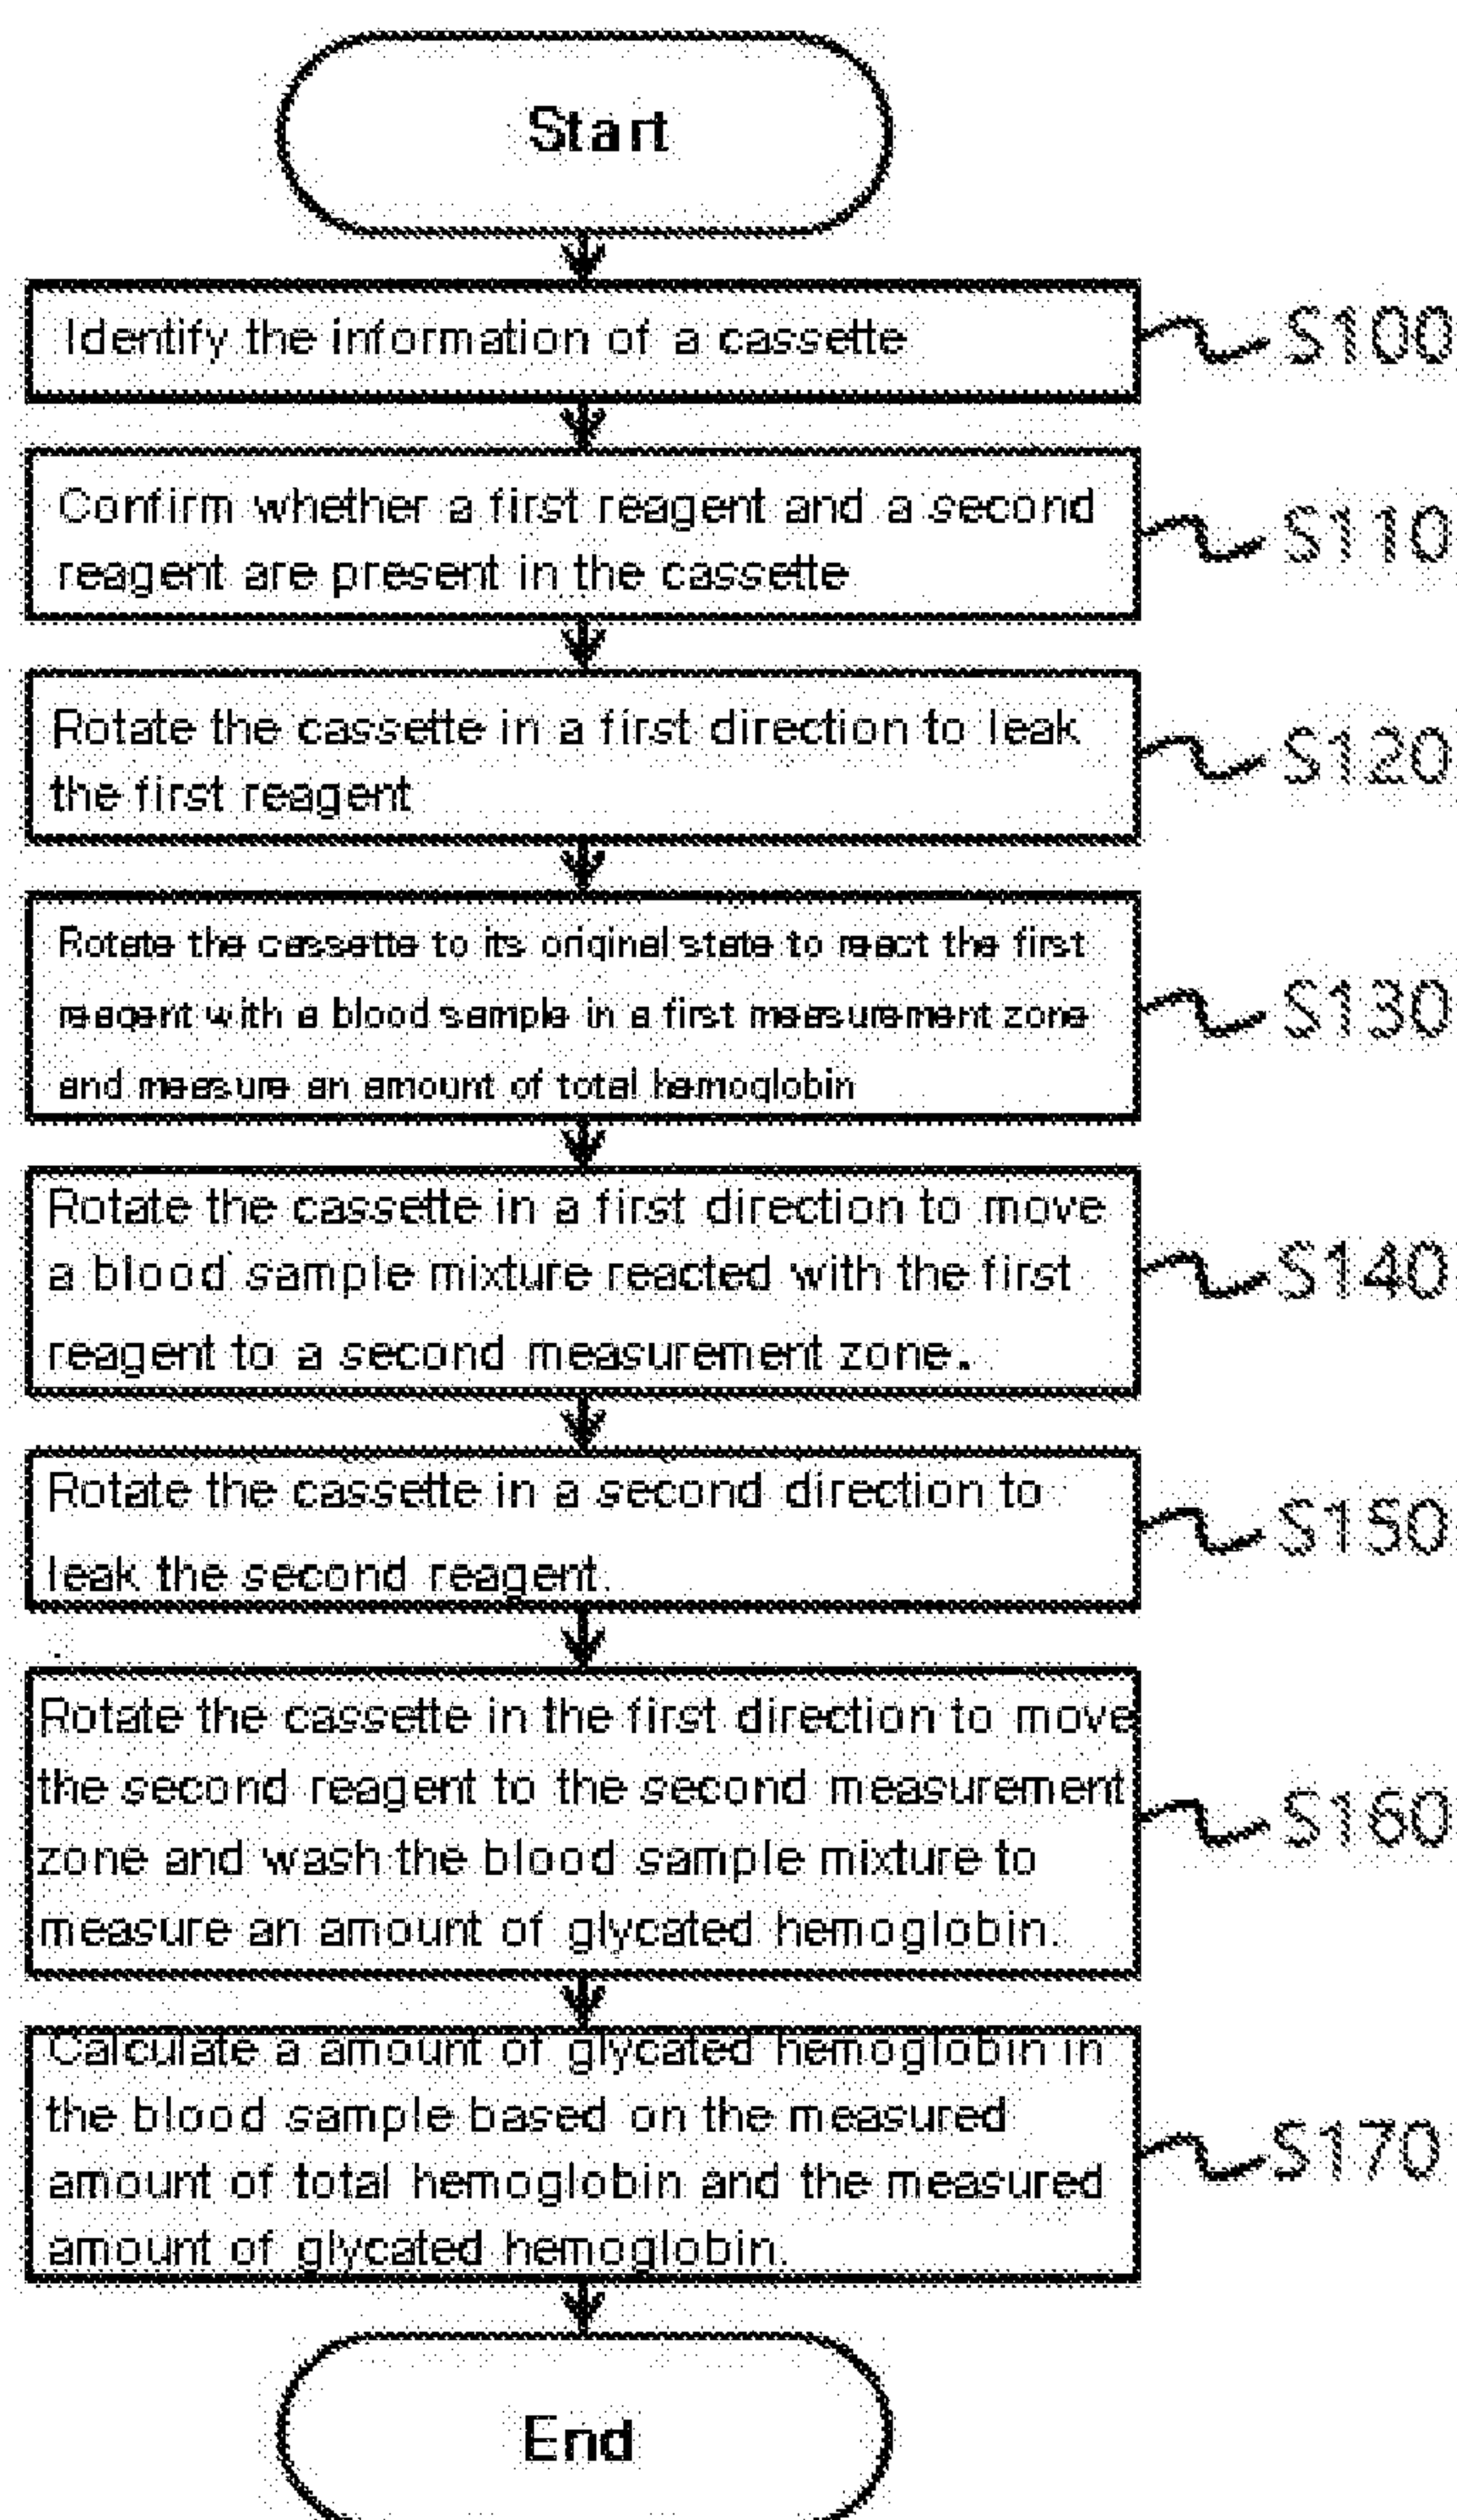 Start
Identify the information of a cassette
S100
Confirm whether a first reagent and a second
reagent are present in the cassette
S110
Rotate the cassette in a first direction to leak
the first reagent
S120
Rotate the cassette to its original state to react the first
reagent with a blood sample in a first measurement zone
and measure an amount of total hemoglobin
S130
Rotate the cassette in a first direction to move
a blood sample mixture reacted with the first
reagent to a second measurement zone.
S140
Rotate the cassette in a second direction to
leak the second reagent.
S150
Rotate the cassette in the first direction to move
the second reagent to the second measurement
zone and wash the blood sample mixture to
measure an amount of glycated hemoglobin.
S160
Calculate a amount of glycated hemoglobin in
the blood sample based on the measured
amount of total hemoglobin and the measured
amount of glycated hemoglobin.
S170
End